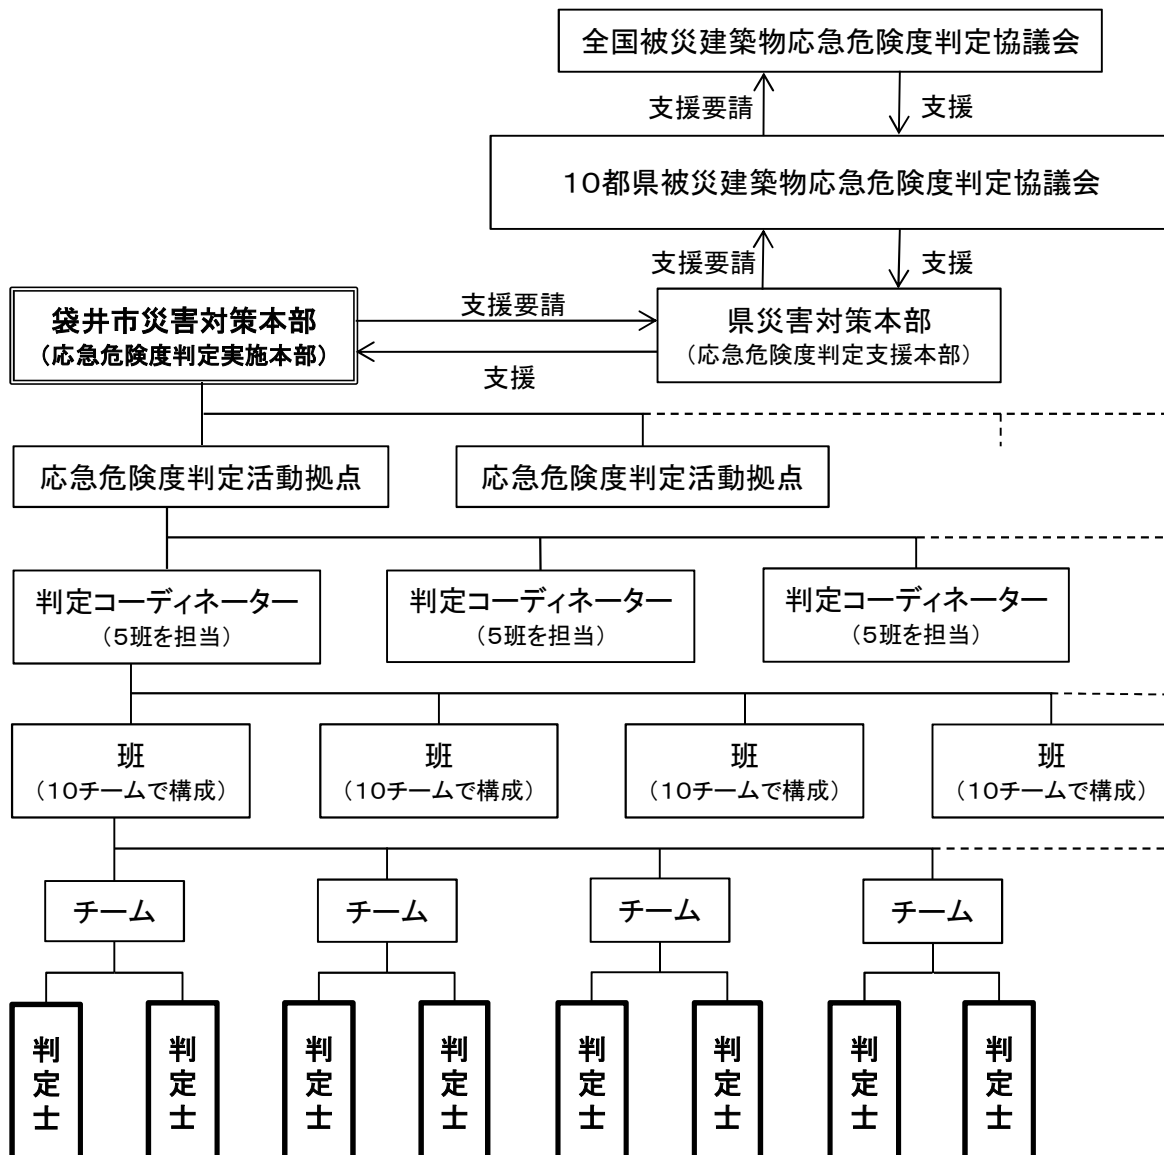 全国被災建築物応急危険度判定協議会
支援要請
支援
10都県被災建築物応急危険度判定協議会
支援要請
支援
袋井市災害対策本部
（応急危険度判定実施本部）
支援要請
支援
県災害対策本部
（応急危険度判定支援本部）
応急危険度判定活動拠点
応急危険度判定活動拠点
判定コーディネーター
（5班を担当）
判定コーディネーター
（5班を担当）
判定コーディネーター
（5班を担当）
班
（10チームで構成）
班
（10チームで構成）
班
（10チームで構成）
班
（10チームで構成）
チーム
チーム
チーム
チーム
判定士
判定士
判定士
判定士
判定士
判定士
判定士
判定士